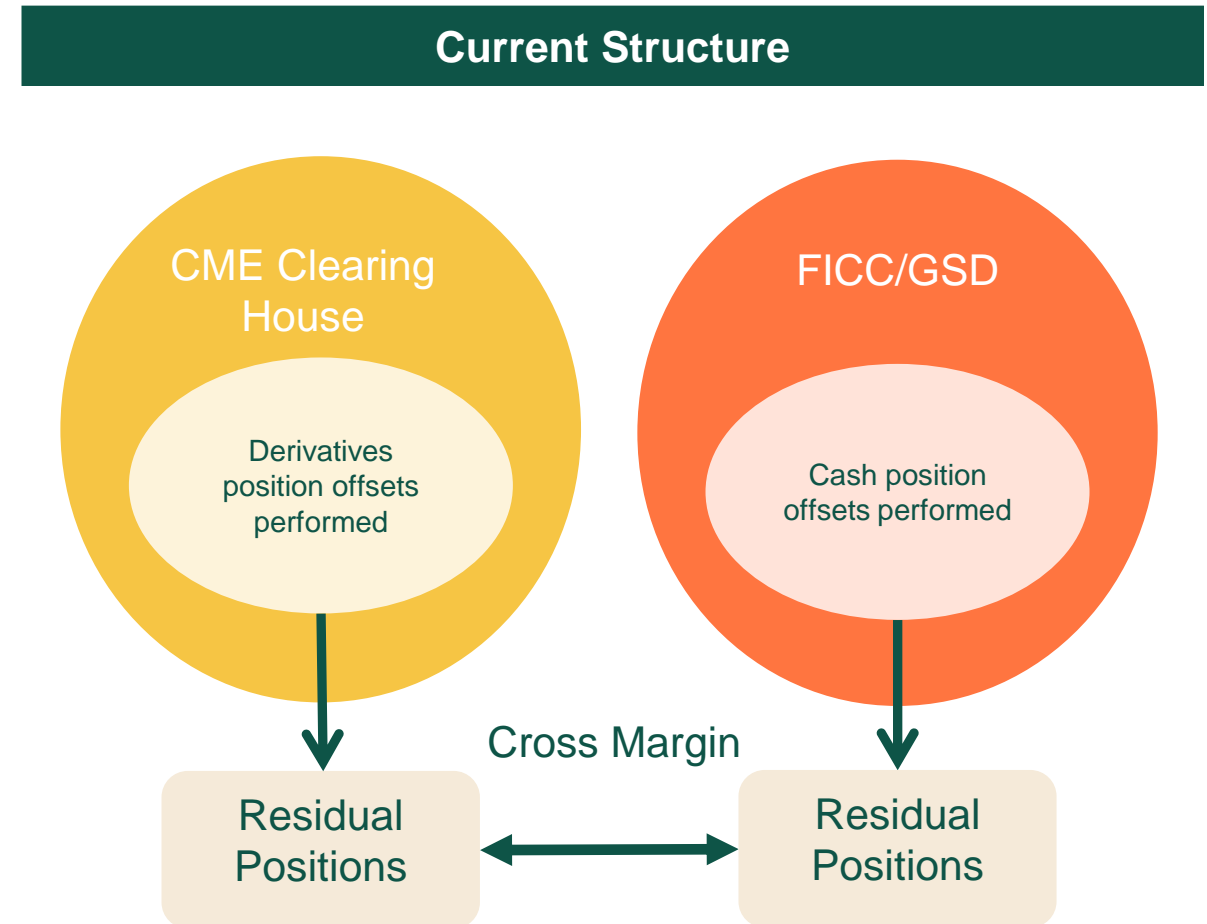 Current Structure
CME Clearing
House
FICC/GSD
Derivatives
position offsets
performed
Cash position
offsets performed
Cross Margin
Residual
Positions
Residual
Positions